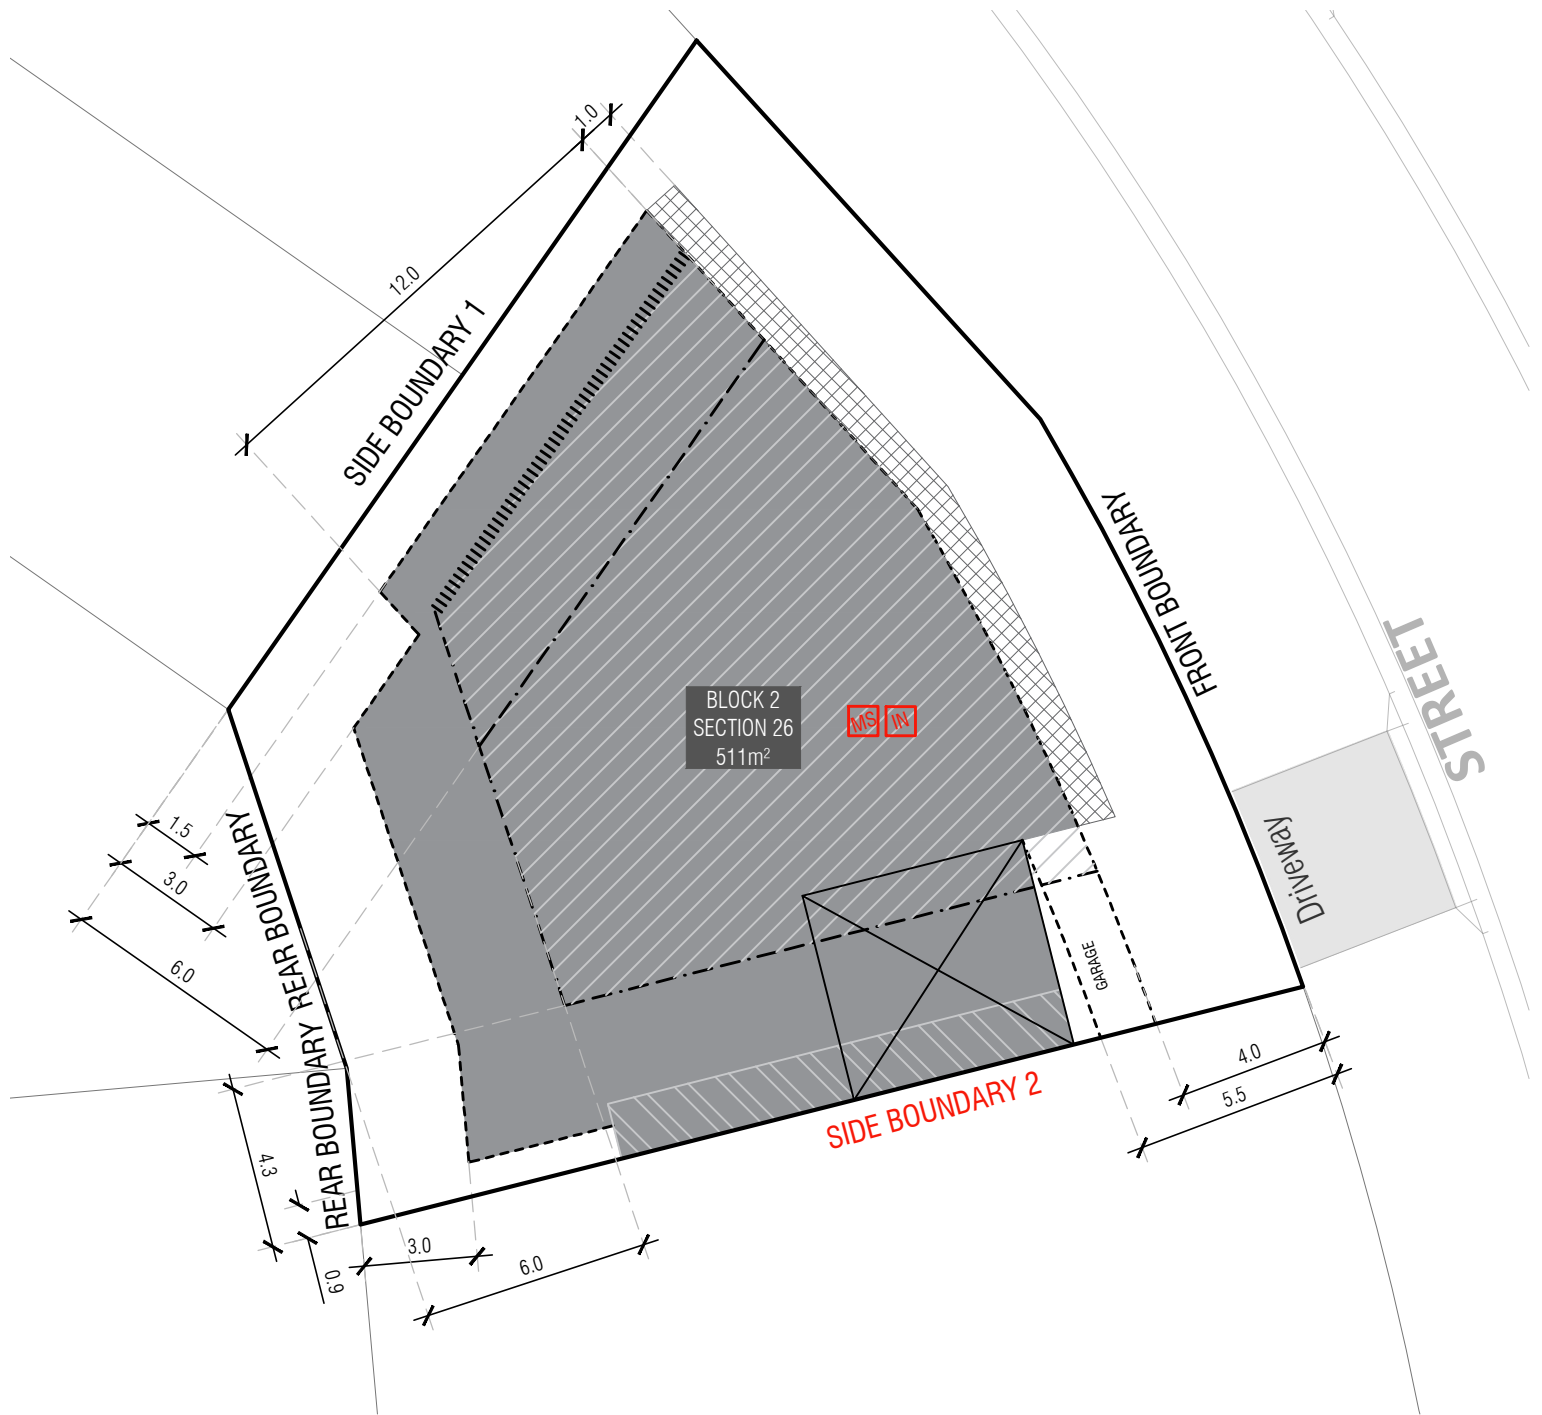 1.0
12.0
SIDE BOUNDARY 1
FRONT BOUNDARY
STREET
BLOCK 2
SECTION 26
511m²
MS
IN
1.5
3.0
6.0
REAR BOUNDARY
REAR BOUNDARY
REAR BOUNDARY
Driveway
GARAGE
SIDE BOUNDARY 2
4.0
5.5
4.3
0.9
3.0
6.0